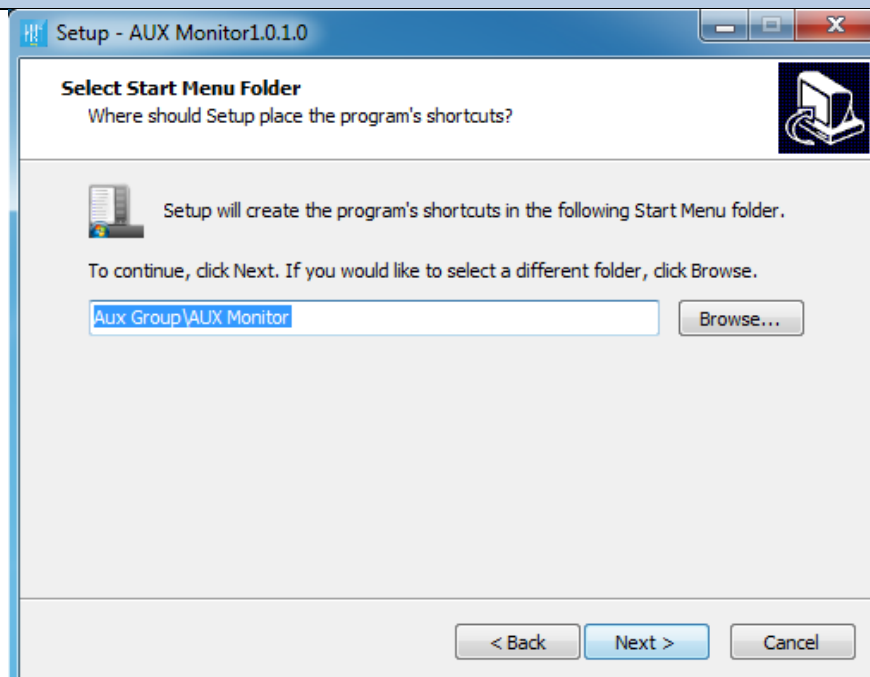 Setup - AUX Monitor1.0.1.0
Select Start Menu Folder
Where should Setup place the program's shortcuts?
Setup will create the program's shortcuts in the following Start Menu folder.
To continue, click Next. If you would like to select a different folder, click Browse.
Aux Group\AUX Monitor
Browse...
< Back
Next >
Cancel